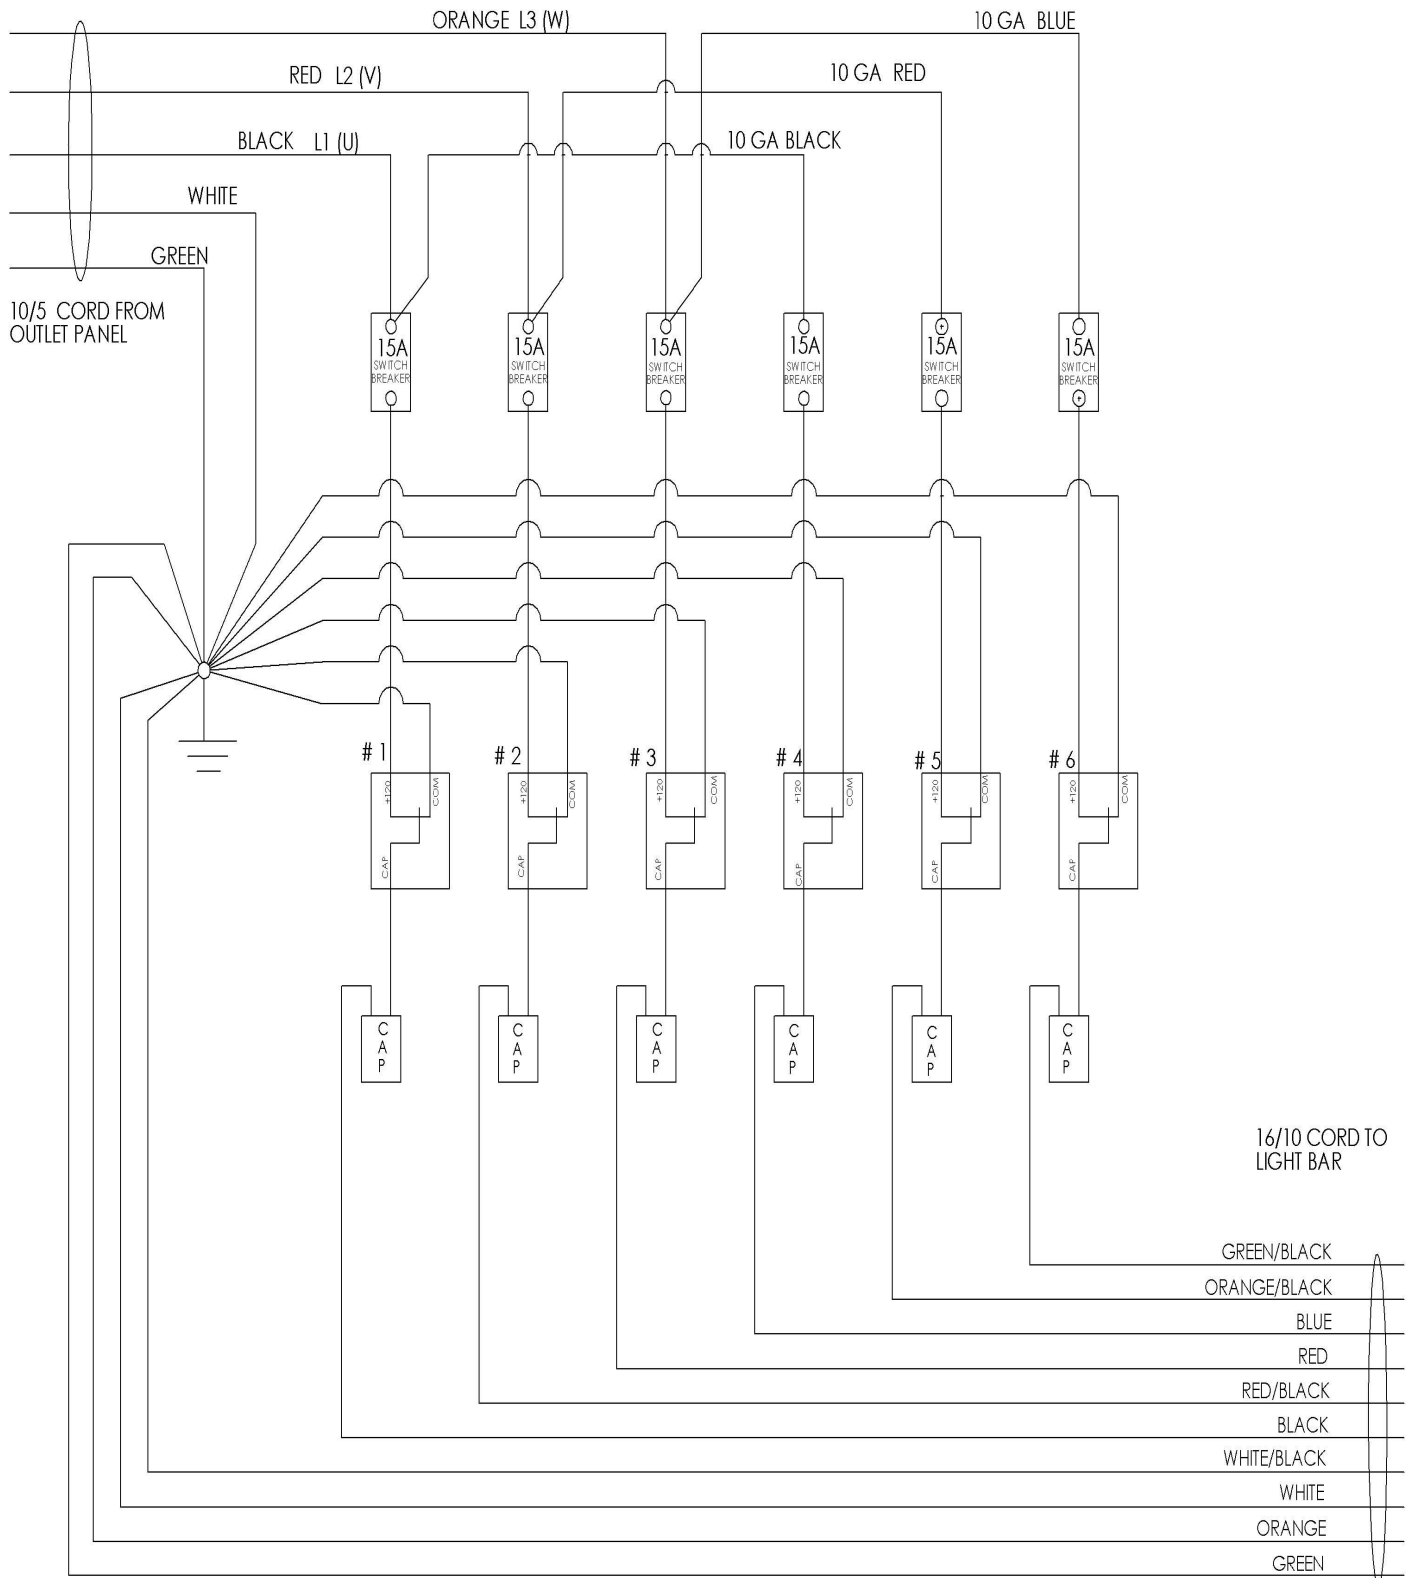 ORANGE L3 (W)
10 GA BLUE
RED L2 (V)
10 GA RED
BLACK L1 (U)
10 GA BLACK
WHITE
GREEN
10/5 CORD FROM
OUTLET PANEL
15A
SWITCH
BREAKER
15A
SWITCH
BREAKER
15A
SWITCH
BREAKER
15A
SWITCH
BREAKER
15A
SWITCH
BREAKER
15A
SWITCH
BREAKER
# 1
# 2
# 3
# 4
# 5
# 6
+120
COM
CAP
+120
COM
CAP
+120
COM
CAP
+120
COM
CAP
+120
COM
CAP
+120
COM
CAP
CAP
CAP
CAP
CAP
CAP
CAP
16/10 CORD TO
LIGHT BAR
GREEN/BLACK
ORANGE/BLACK
BLUE
RED
RED/BLACK
BLACK
WHITE/BLACK
WHITE
ORANGE
GREEN